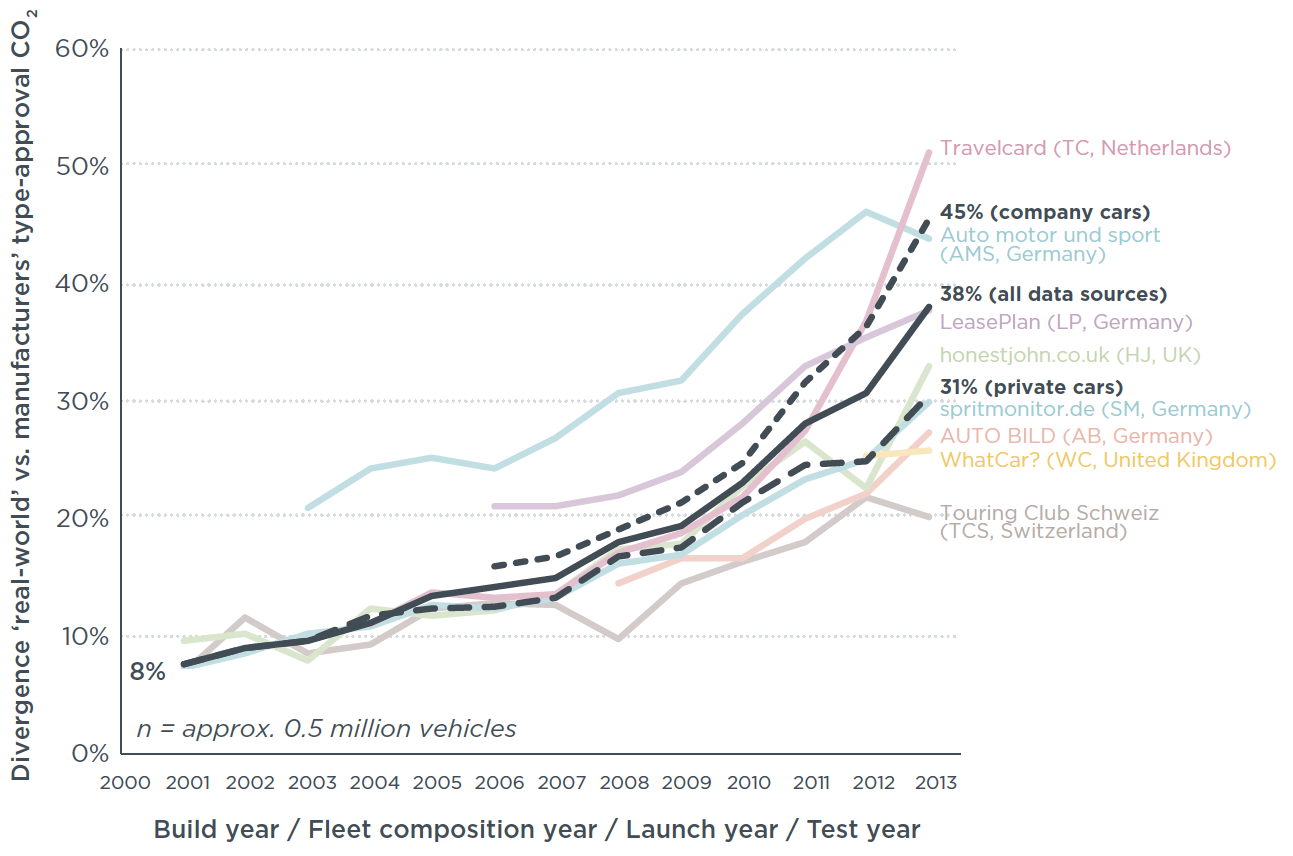 Divergence ‘real-world’ vs. manufacturers’ type-approval CO₂
60%
50%
40%
30%
20%
10%
0%
Travelcard (TC, Netherlands)
45% (company cars)
Auto motor und sport
(AMS, Germany)
38% (all data sources)
LeasePlan (LP, Germany)
honestjohn.co.uk (HJ, UK)
31% (private cars)
spritmonitor.de (SM, Germany)
AUTO BILD (AB, Germany)
WhatCar? (WC, United Kingdom)
Touring Club Schweiz
(TCS, Switzerland)
8%
n = approx. 0.5 million vehicles
2000 2001 2002 2003 2004 2005 2006 2007 2008 2009 2010 2011 2012 2013
Build year / Fleet composition year / Launch year / Test year